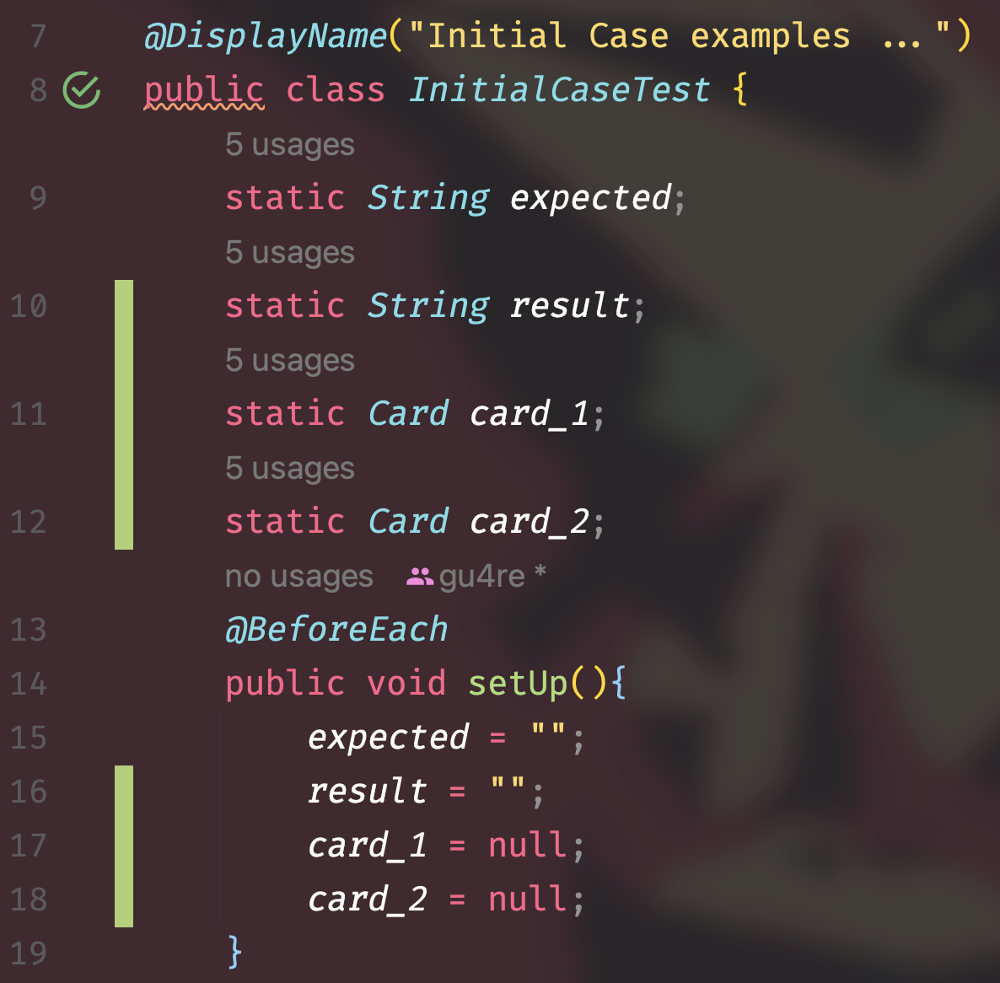 7 @DisplayName("Initial Case examples ...")
8 public class InitialCaseTest {
5 usages
9 static String expected;
5 usages
10 static String result;
5 usages
11 static Card card_1;
5 usages
12 static Card card_2;
no usages gu4re *
13 @BeforeEach
14 public void setUp(){
15 expected = "";
16 result = "";
17 card_1 = null;
18 card_2 = null;
19 }